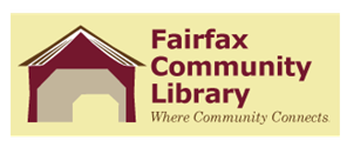 Fairfax
Community
Library
Where Community Connects.